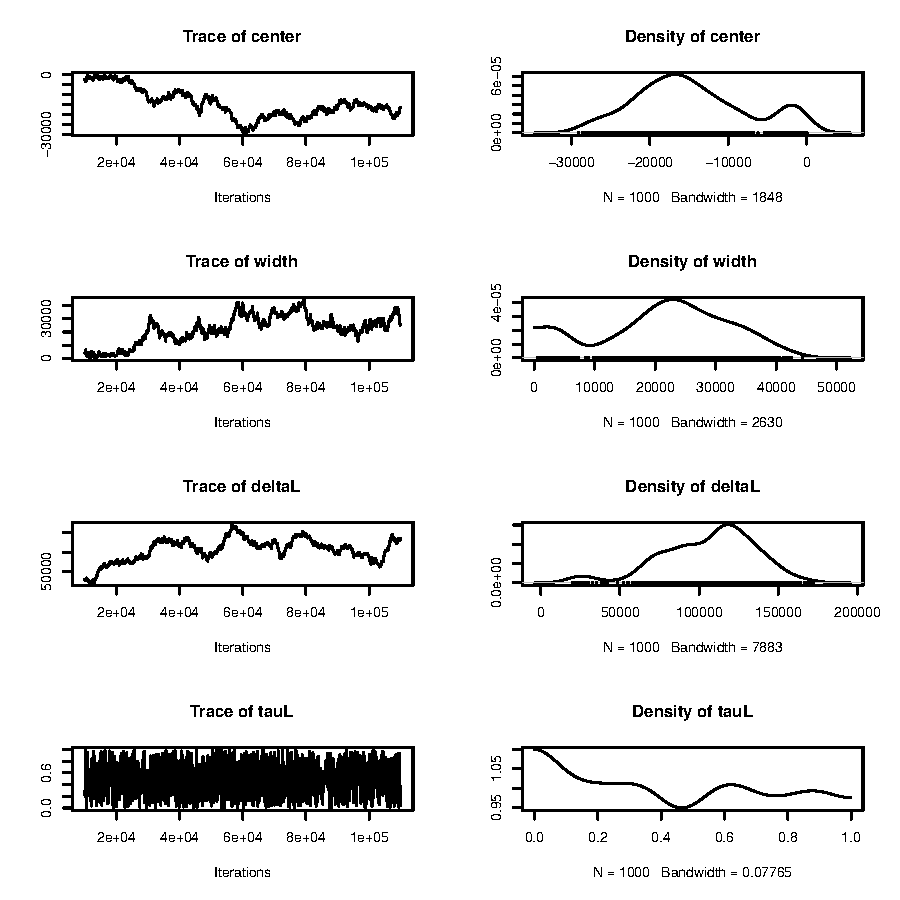 Trace of center
Density of center
−30000 0
2e+04 4e+04 6e+04 8e+04 1e+05
Iterations
0e+00 6e−05
−30000 −20000 −10000 0
N = 1000 Bandwidth = 1848
Trace of width
Density of width
0 30000
2e+04 4e+04 6e+04 8e+04 1e+05
Iterations
0e+00 4e−05
0 10000 20000 30000 40000 50000
N = 1000 Bandwidth = 2630
Trace of deltaL
Density of deltaL
50000
2e+04 4e+04 6e+04 8e+04 1e+05
Iterations
0.0e+00
0 50000 100000 150000 200000
N = 1000 Bandwidth = 7883
Trace of tauL
Density of tauL
0.0 0.6
2e+04 4e+04 6e+04 8e+04 1e+05
Iterations
0.95 1.05
0.0 0.2 0.4 0.6 0.8 1.0
N = 1000 Bandwidth = 0.07765